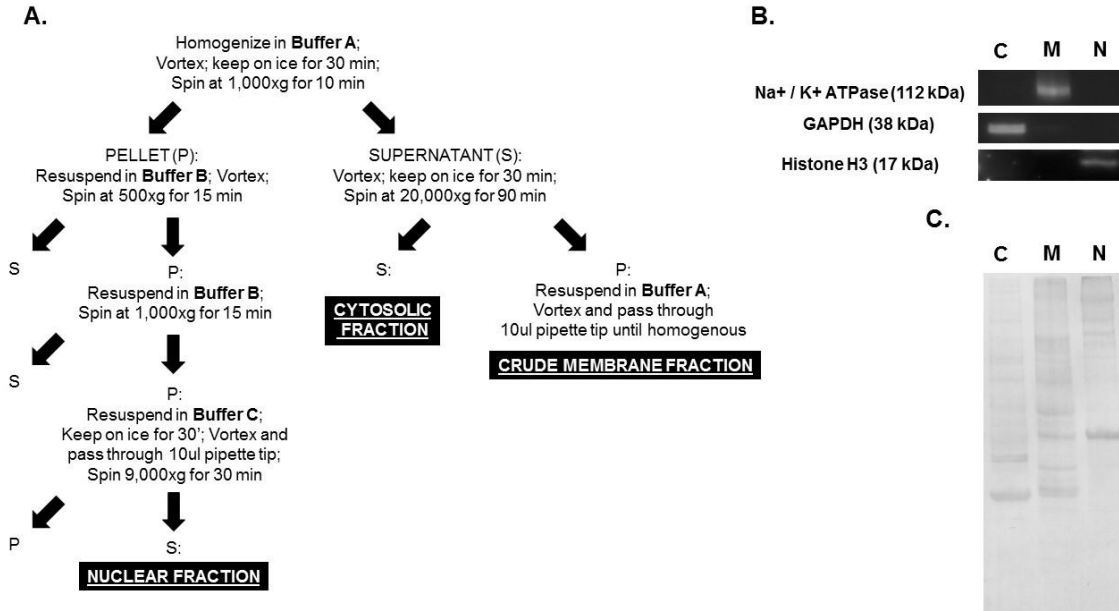 A.
Homogenize in Buffer A;
Vortex; keep on ice for 30 min;
Spin at 1,000xg for 10 min
PELLET (P):
Resuspend in Buffer B; Vortex;
Spin at 500xg for 15 min
SUPERNATANT (S):
Vortex; keep on ice for 30 min;
Spin at 20,000xg for 90 min
S
P:
Resuspend in Buffer B;
Spin at 1,000xg for 15 min
S:
CYTOSOLIC
FRACTION
P:
Resuspend in Buffer A;
Vortex and pass through
10ul pipette tip until homogenous
CRUDE MEMBRANE FRACTION
S
P:
Resuspend in Buffer C;
Keep on ice for 30'; Vortex and
pass through 10ul pipette tip;
Spin 9,000xg for 30 min
P
S:
NUCLEAR FRACTION
B.
C M N
Na+ / K+ ATPase (112 kDa)
GAPDH (38 kDa)
Histone H3 (17 kDa)
C.
C M N